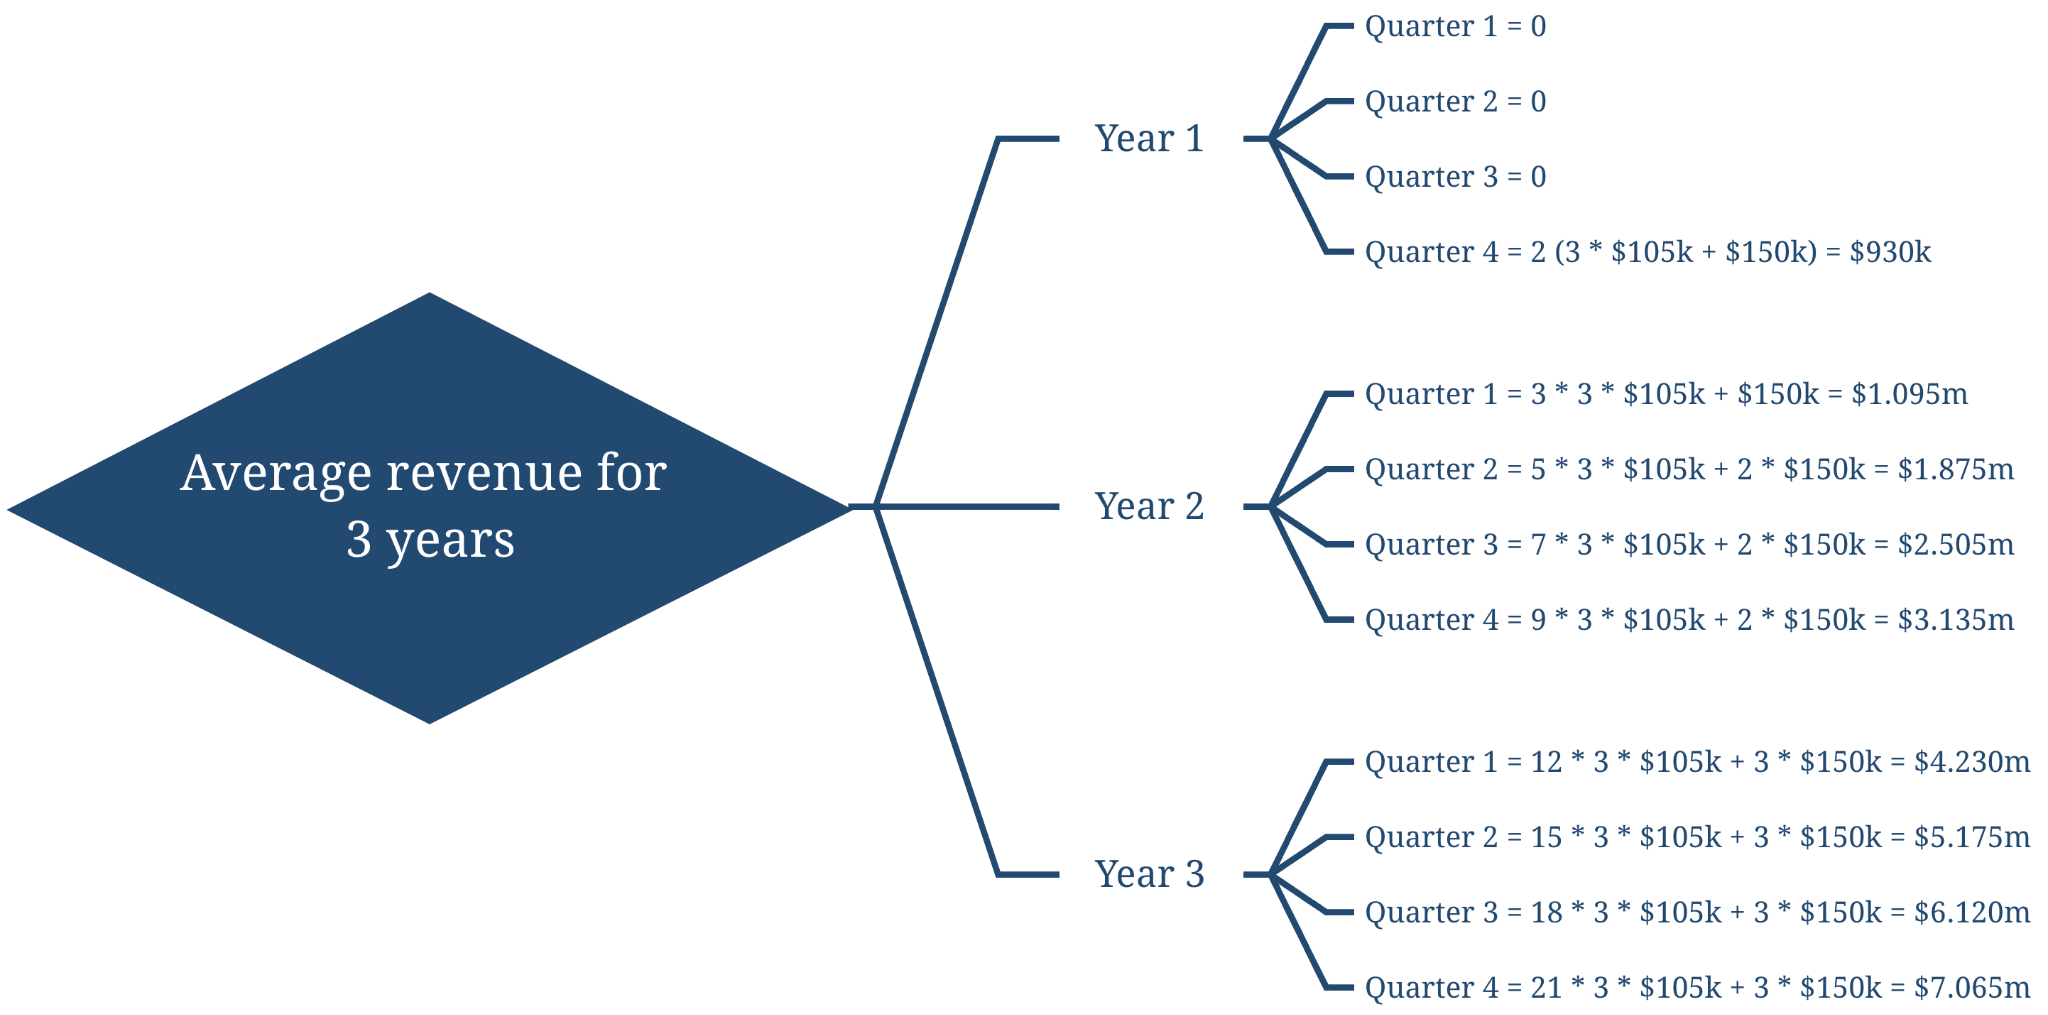 Average revenue for
3 years
Year 1
Quarter 1 = 0
Quarter 2 = 0
Quarter 3 = 0
Quarter 4 = 2 (3 * $105k + $150k) = $930k
Year 2
Quarter 1 = 3 * 3 * $105k + $150k = $1.095m
Quarter 2 = 5 * 3 * $105k + 2 * $150k = $1.875m
Quarter 3 = 7 * 3 * $105k + 2 * $150k = $2.505m
Quarter 4 = 9 * 3 * $105k + 2 * $150k = $3.135m
Year 3
Quarter 1 = 12 * 3 * $105k + 3 * $150k = $4.230m
Quarter 2 = 15 * 3 * $105k + 3 * $150k = $5.175m
Quarter 3 = 18 * 3 * $105k + 3 * $150k = $6.120m
Quarter 4 = 21 * 3 * $105k + 3 * $150k = $7.065m